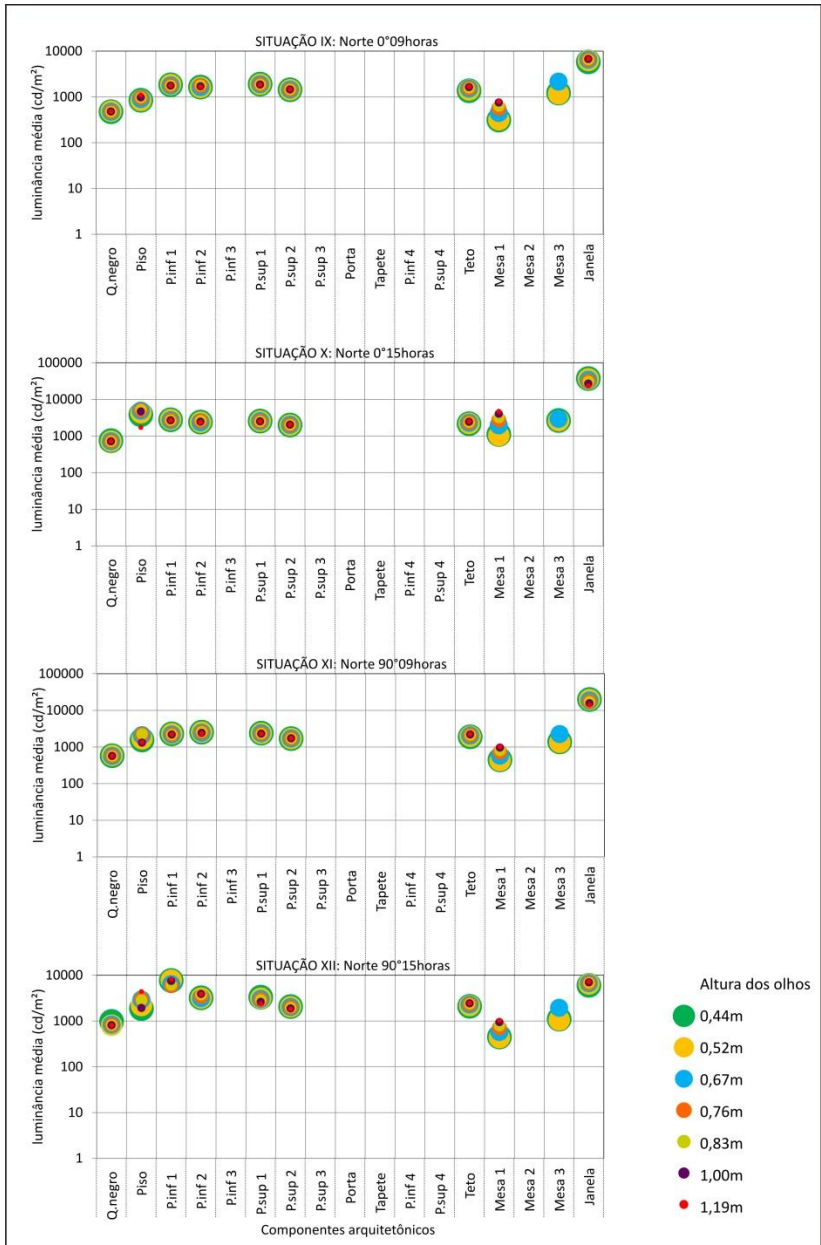 SITUAÇÃO IX: Norte 0°09horas
luminância média (cd/m²)
10000
1000
100
10
1
Q.negro
Piso
P.inf 1
P.inf 2
P.inf 3
P.sup 1
P.sup 2
P.sup 3
Porta
Tapete
P.inf 4
P.sup 4
Teto
Mesa 1
Mesa 2
Mesa 3
Janela
SITUAÇÃO X: Norte 0°15horas
luminância média (cd/m²)
100000
10000
1000
100
10
1
Q.negro
Piso
P.inf 1
P.inf 2
P.inf 3
P.sup 1
P.sup 2
P.sup 3
Porta
Tapete
P.inf 4
P.sup 4
Teto
Mesa 1
Mesa 2
Mesa 3
Janela
SITUAÇÃO XI: Norte 90°09horas
luminância média (cd/m²)
100000
10000
1000
100
10
1
Q.negro
Piso
P.inf 1
P.inf 2
P.inf 3
P.sup 1
P.sup 2
P.sup 3
Porta
Tapete
P.inf 4
P.sup 4
Teto
Mesa 1
Mesa 2
Mesa 3
Janela
SITUAÇÃO XII: Norte 90°15horas
luminância média (cd/m²)
10000
1000
100
10
1
Q.negro
Piso
P.inf 1
P.inf 2
P.inf 3
P.sup 1
P.sup 2
P.sup 3
Porta
Tapete
P.inf 4
P.sup 4
Teto
Mesa 1
Mesa 2
Mesa 3
Janela
Componentes arquitetônicos
Altura dos olhos
0,44m
0,52m
0,67m
0,76m
0,83m
1,00m
1,19m